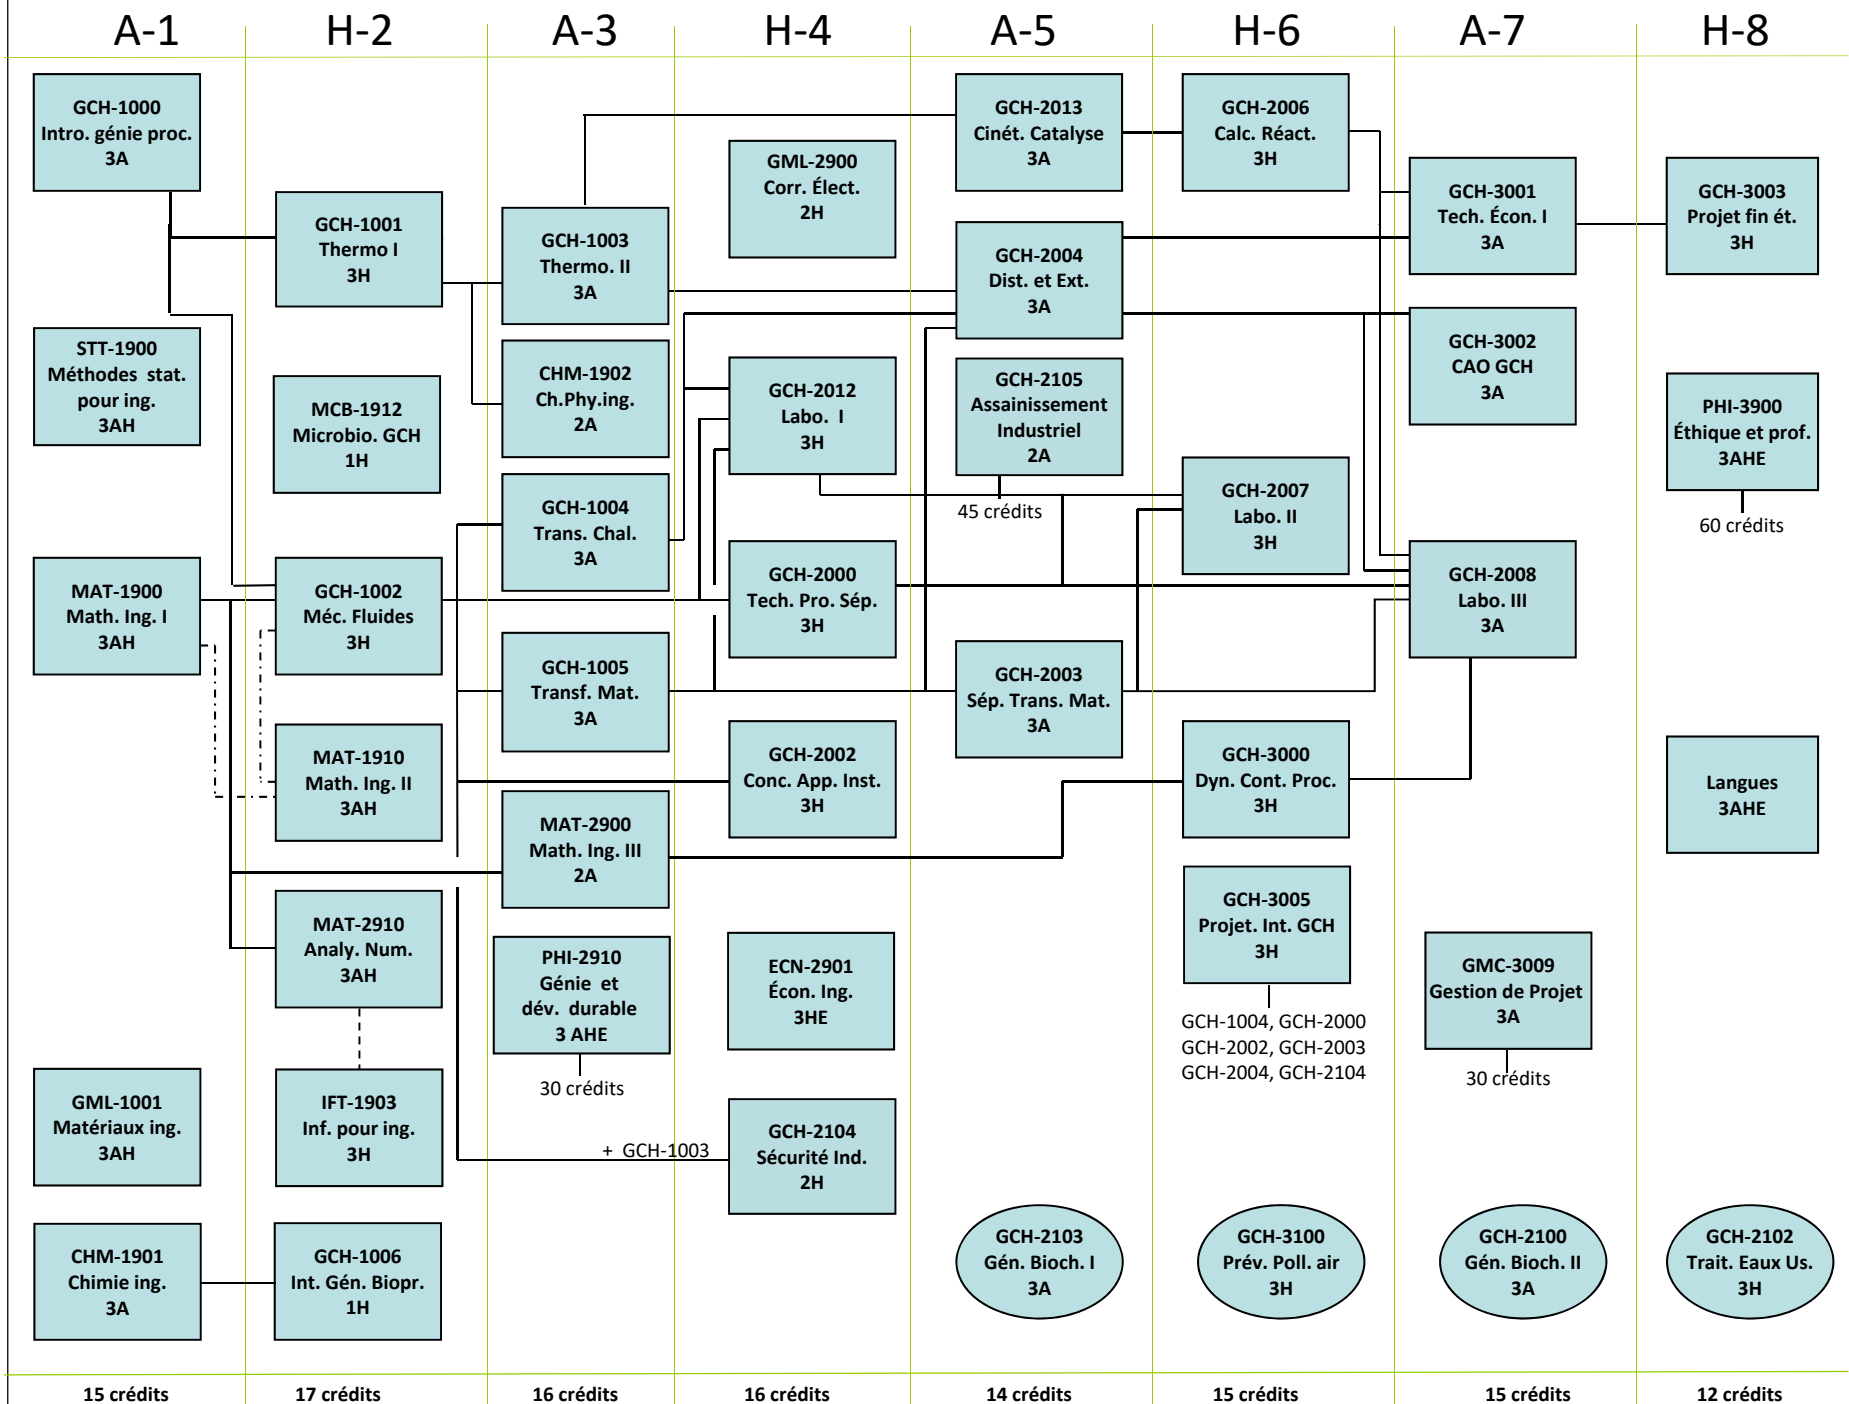 A-1
H-2
A-3
H-4
A-5
H-6
A-7
H-8
GCH-1000
Intro. génie proc.
3A
STT-1900
Méthodes stat.
pour ing.
3AH
MAT-1900
Math. Ing. I
3AH
GML-1001
Matériaux ing.
3AH
CHM-1901
Chimie ing.
3A
GCH-1001
Thermo I
3H
MCB-1912
Microbio. GCH
1H
GCH-1002
Méc. Fluides
3H
MAT-1910
Math. Ing. II
3AH
MAT-2910
Analy. Num.
3AH
IFT-1903
Inf. pour ing.
3H
GCH-1006
Int. Gén. Biopr.
1H
GCH-1003
Thermo. II
3A
CHM-1902
Ch.Phy.ing.
2A
GCH-1004
Trans. Chal.
3A
GCH-1005
Transf. Mat.
3A
MAT-2900
Math. Ing. III
2A
PHI-2910
Génie et
dév. durable
3 AHE
30 crédits
+ GCH-1003
GML-2900
Corr. Élect.
2H
GCH-2012
Labo. I
3H
GCH-2000
Tech. Pro. Sép.
3H
GCH-2002
Conc. App. Inst.
3H
ECN-2901
Écon. Ing.
3HE
GCH-2104
Sécurité Ind.
2H
GCH-2013
Cinét. Catalyse
3A
GCH-2004
Dist. et Ext.
3A
GCH-2105
Assainissement
Industriel
2A
45 crédits
GCH-2003
Sép. Trans. Mat.
3A
GCH-2103
Gén. Bioch. I
3A
GCH-2006
Calc. Réact.
3H
GCH-2007
Labo. II
3H
GCH-3000
Dyn. Cont. Proc.
3H
GCH-3005
Projet. Int. GCH
3H
GCH-1004, GCH-2000
GCH-2002, GCH-2003
GCH-2004, GCH-2104
GCH-3100
Prév. Poll. air
3H
GCH-3001
Tech. Écon. I
3A
GCH-3002
CAO GCH
3A
GCH-2008
Labo. III
3A
GMC-3009
Gestion de Projet
3A
30 crédits
GCH-2100
Gén. Bioch. II
3A
GCH-3003
Projet fin ét.
3H
PHI-3900
Éthique et prof.
3AHE
60 crédits
Langues
3AHE
GCH-2102
Trait. Eaux Us.
3H
15 crédits
17 crédits
16 crédits
16 crédits
14 crédits
15 crédits
15 crédits
12 crédits